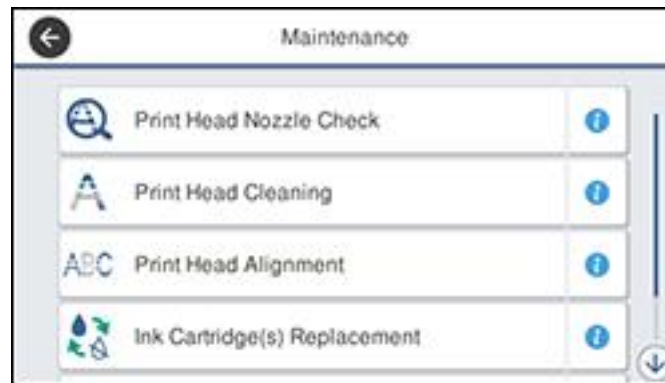 Maintenance
Print Head Nozzle Check
Print Head Cleaning
ABC Print Head Alignment
Ink Cartridge(s) Replacement